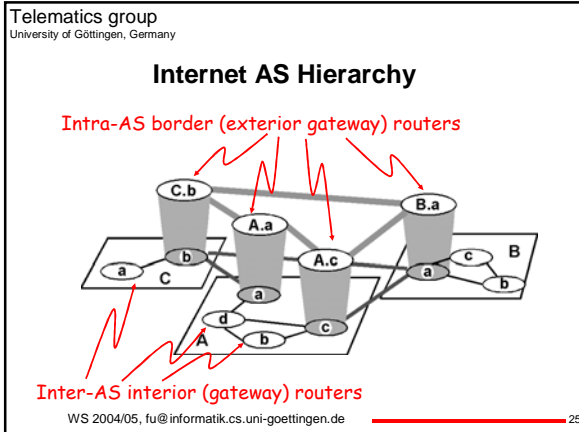 Telematics group
University of Göttingen, Germany
Internet AS Hierarchy
Intra-AS border (exterior gateway) routers
C.b
B.a
A.a
A.c
a
b
C
a
c
B
b
a
d
b
c
A
Inter-AS interior (gateway) routers
WS 2004/05, fu@informatik.cs.uni-goettingen.de
25